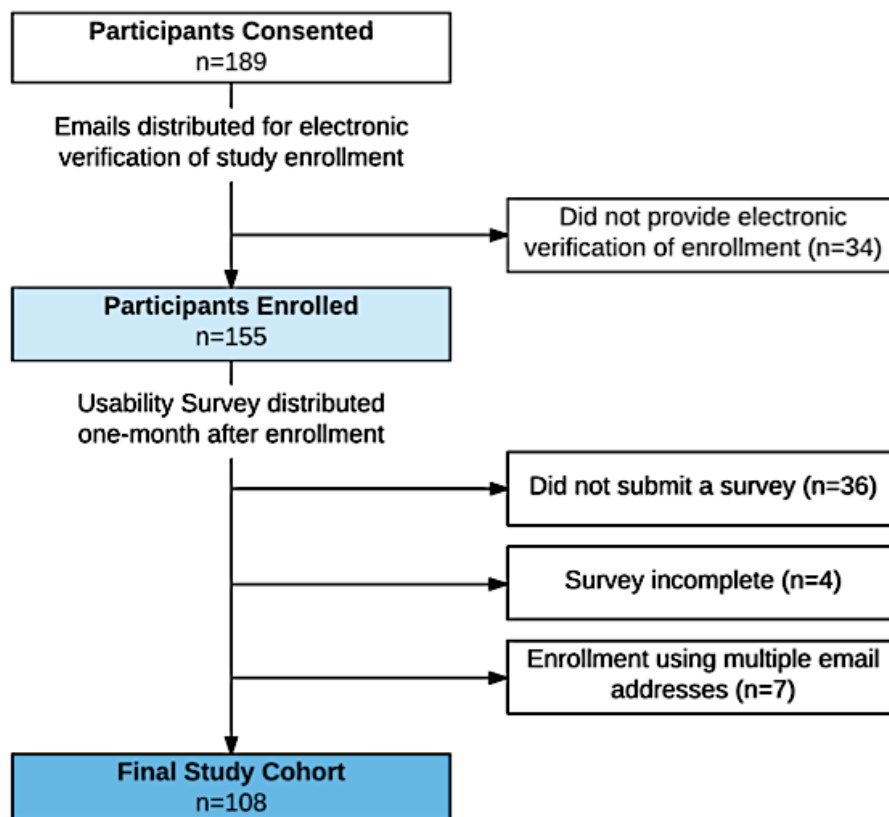 Participants Consented
n=189
Emails distributed for electronic
verification of study enrollment
Did not provide electronic
verification of enrollment (n=34)
Participants Enrolled
n=155
Usability Survey distributed
one-month after enrollment
Did not submit a survey (n=36)
Survey incomplete (n=4)
Enrollment using multiple email
addresses (n=7)
Final Study Cohort
n=108